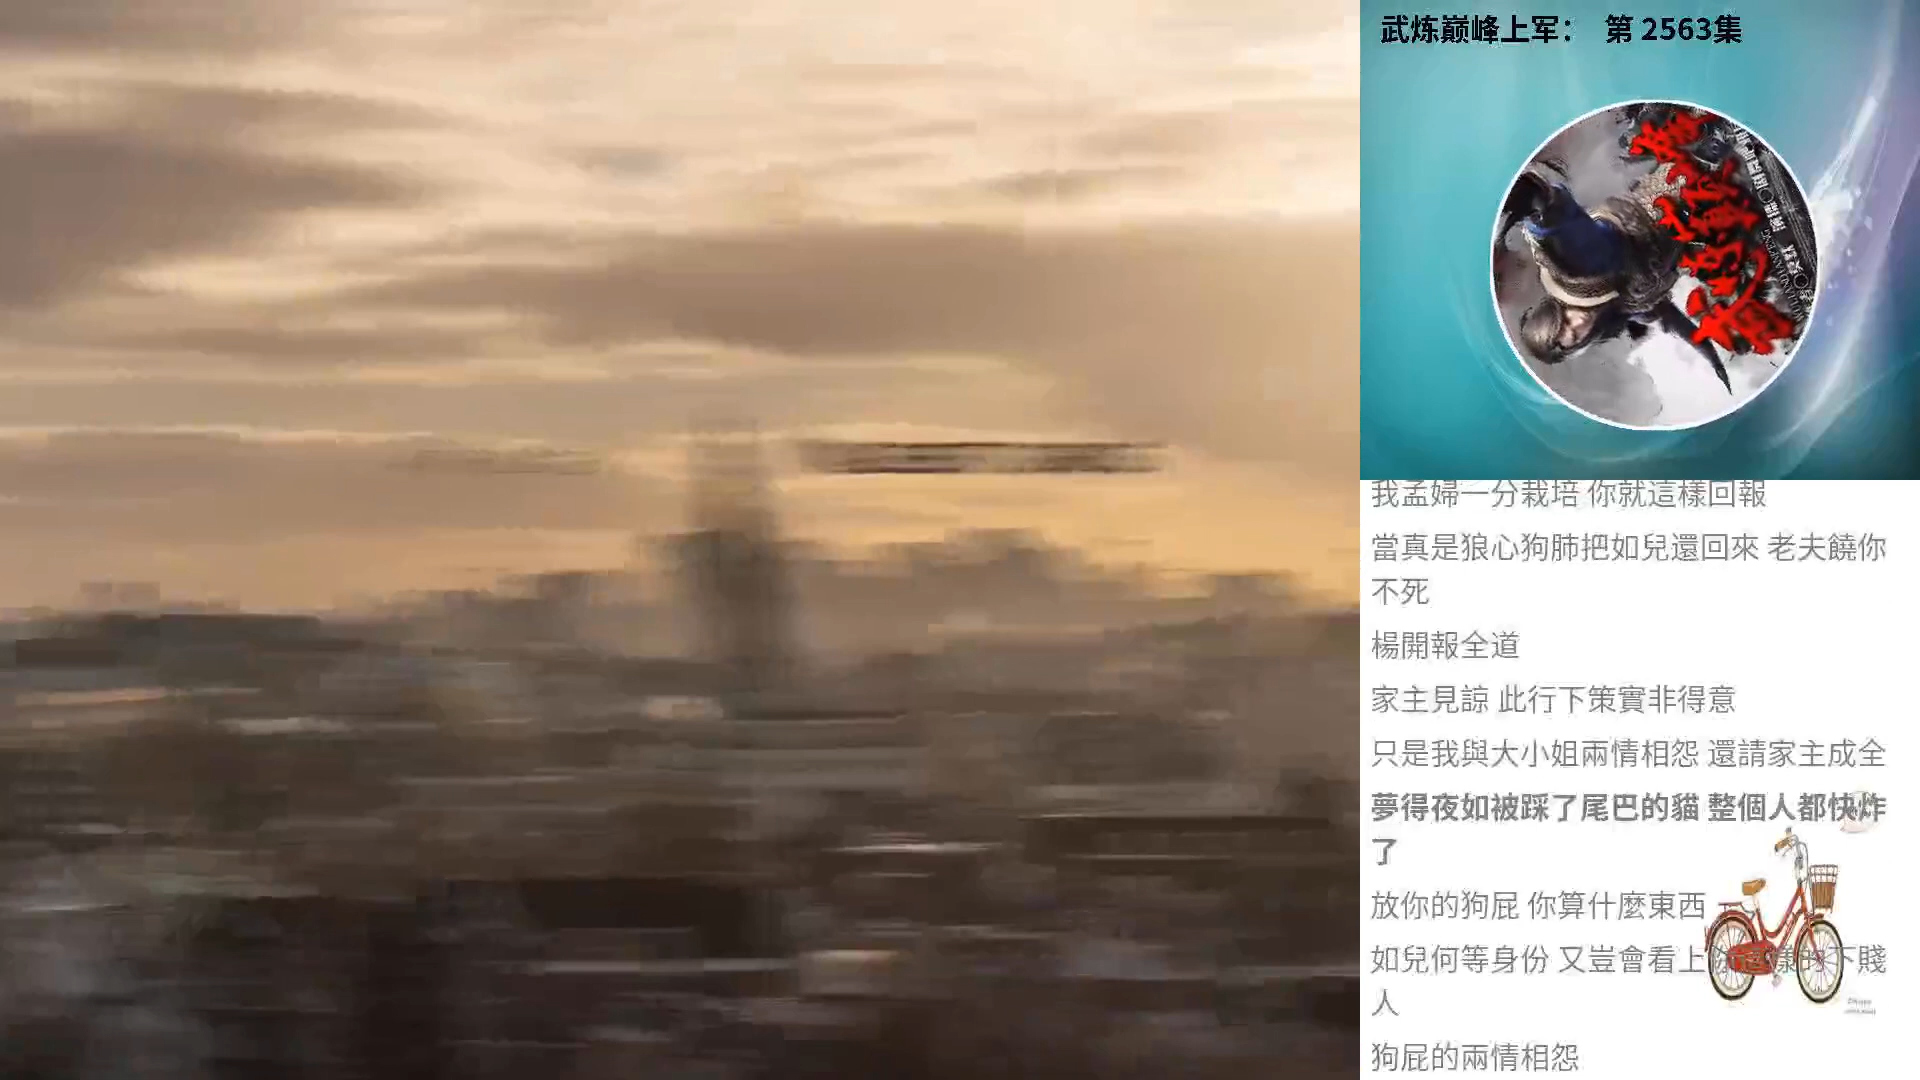 武炼巅峰上军： 第 2563集
我孟婦一分栽培 你就這樣回報
當真是狼心狗肺把如兒還回來 老夫饒你
不死
楊開報全道
家主見諒 此行下策實非得意
只是我與大小姐兩情相怨 還請家主成全
夢得夜如被踩了尾巴的貓 整個人都快炸
了
放你的狗屁 你算什麼東西
如兒何等身份 又豈會看上你這樣的下賤
人
狗屁的兩情相怨